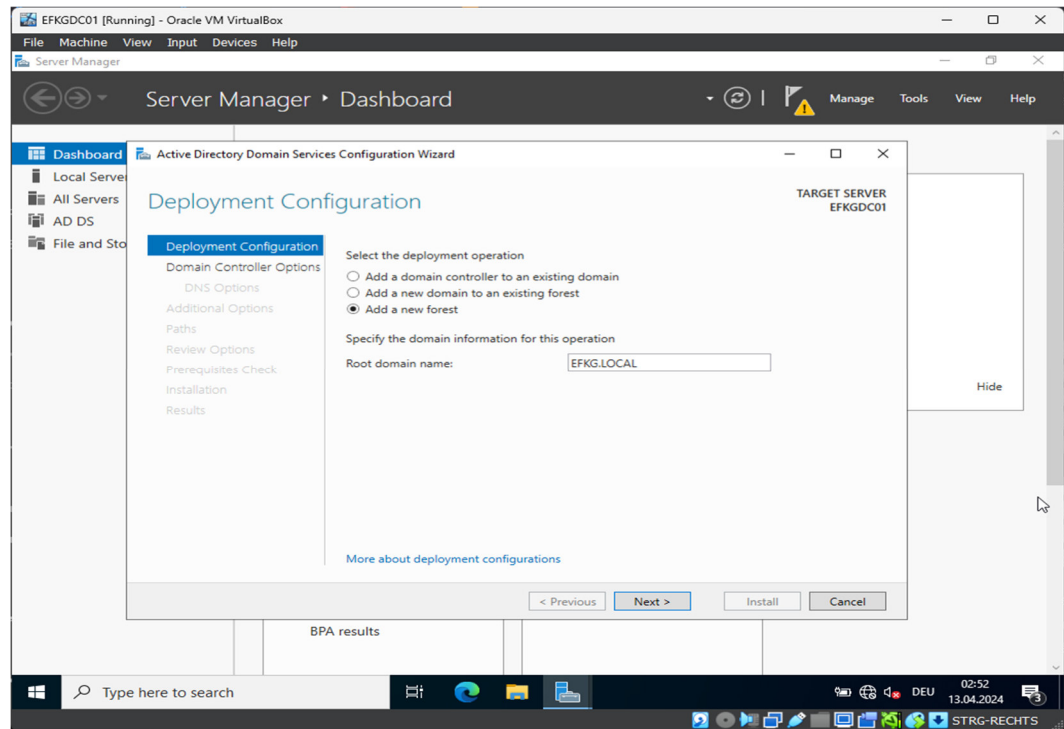 EFKGDC01 [Running] - Oracle VM VirtualBox
File Machine View Input Devices Help
Server Manager
Server Manager ‣ Dashboard
Manage Tools View Help
Dashboard
Local Server
All Servers
AD DS
File and Sto
Active Directory Domain Services Configuration Wizard
Deployment Configuration
TARGET SERVER
EFKGDC01
Deployment Configuration
Domain Controller Options
DNS Options
Additional Options
Paths
Review Options
Prerequisites Check
Installation
Results
Select the deployment operation
Add a domain controller to an existing domain
Add a new domain to an existing forest
Add a new forest
Specify the domain information for this operation
Root domain name: EFKG.LOCAL
More about deployment configurations
Hide
< Previous Next > Install Cancel
BPA results
Type here to search
DEU
02:52
13.04.2024
3
STRG-RECHTS